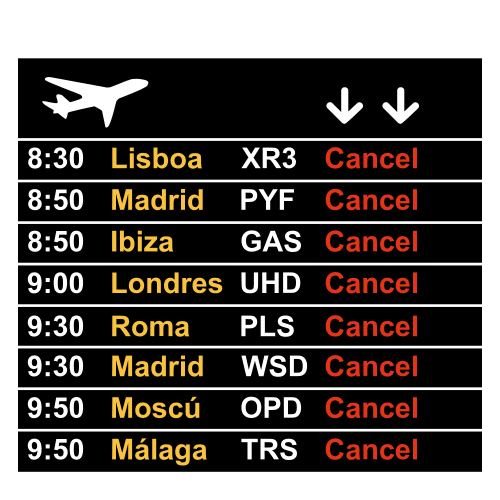 8:30 Lisboa XR3 Cancel
8:50 Madrid PYF Cancel
8:50 Ibiza GAS Cancel
9:00 Londres UHD Cancel
9:30 Roma PLS Cancel
9:30 Madrid WSD Cancel
9:50 Moscú OPD Cancel
9:50 Málaga TRS Cancel